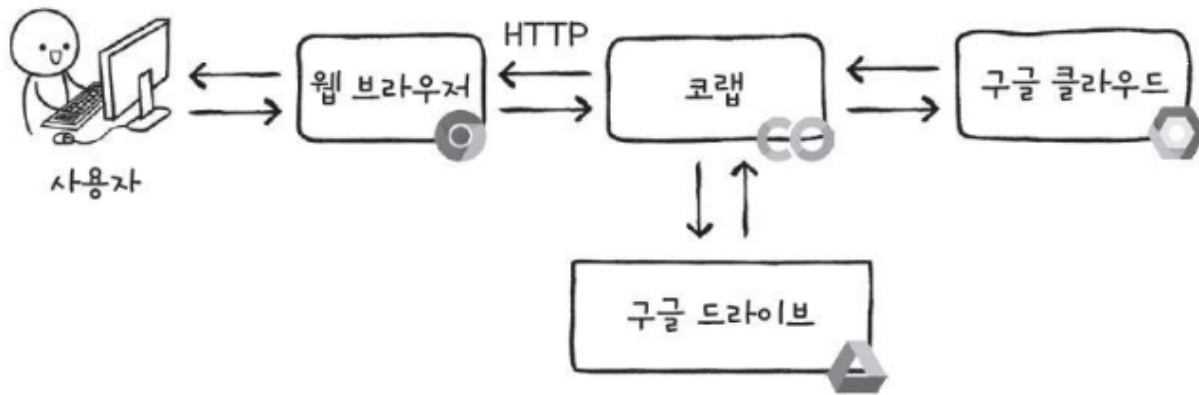 HTTP
웹 브라우저
코랩
구글 클라우드
사용자
구글 드라이브